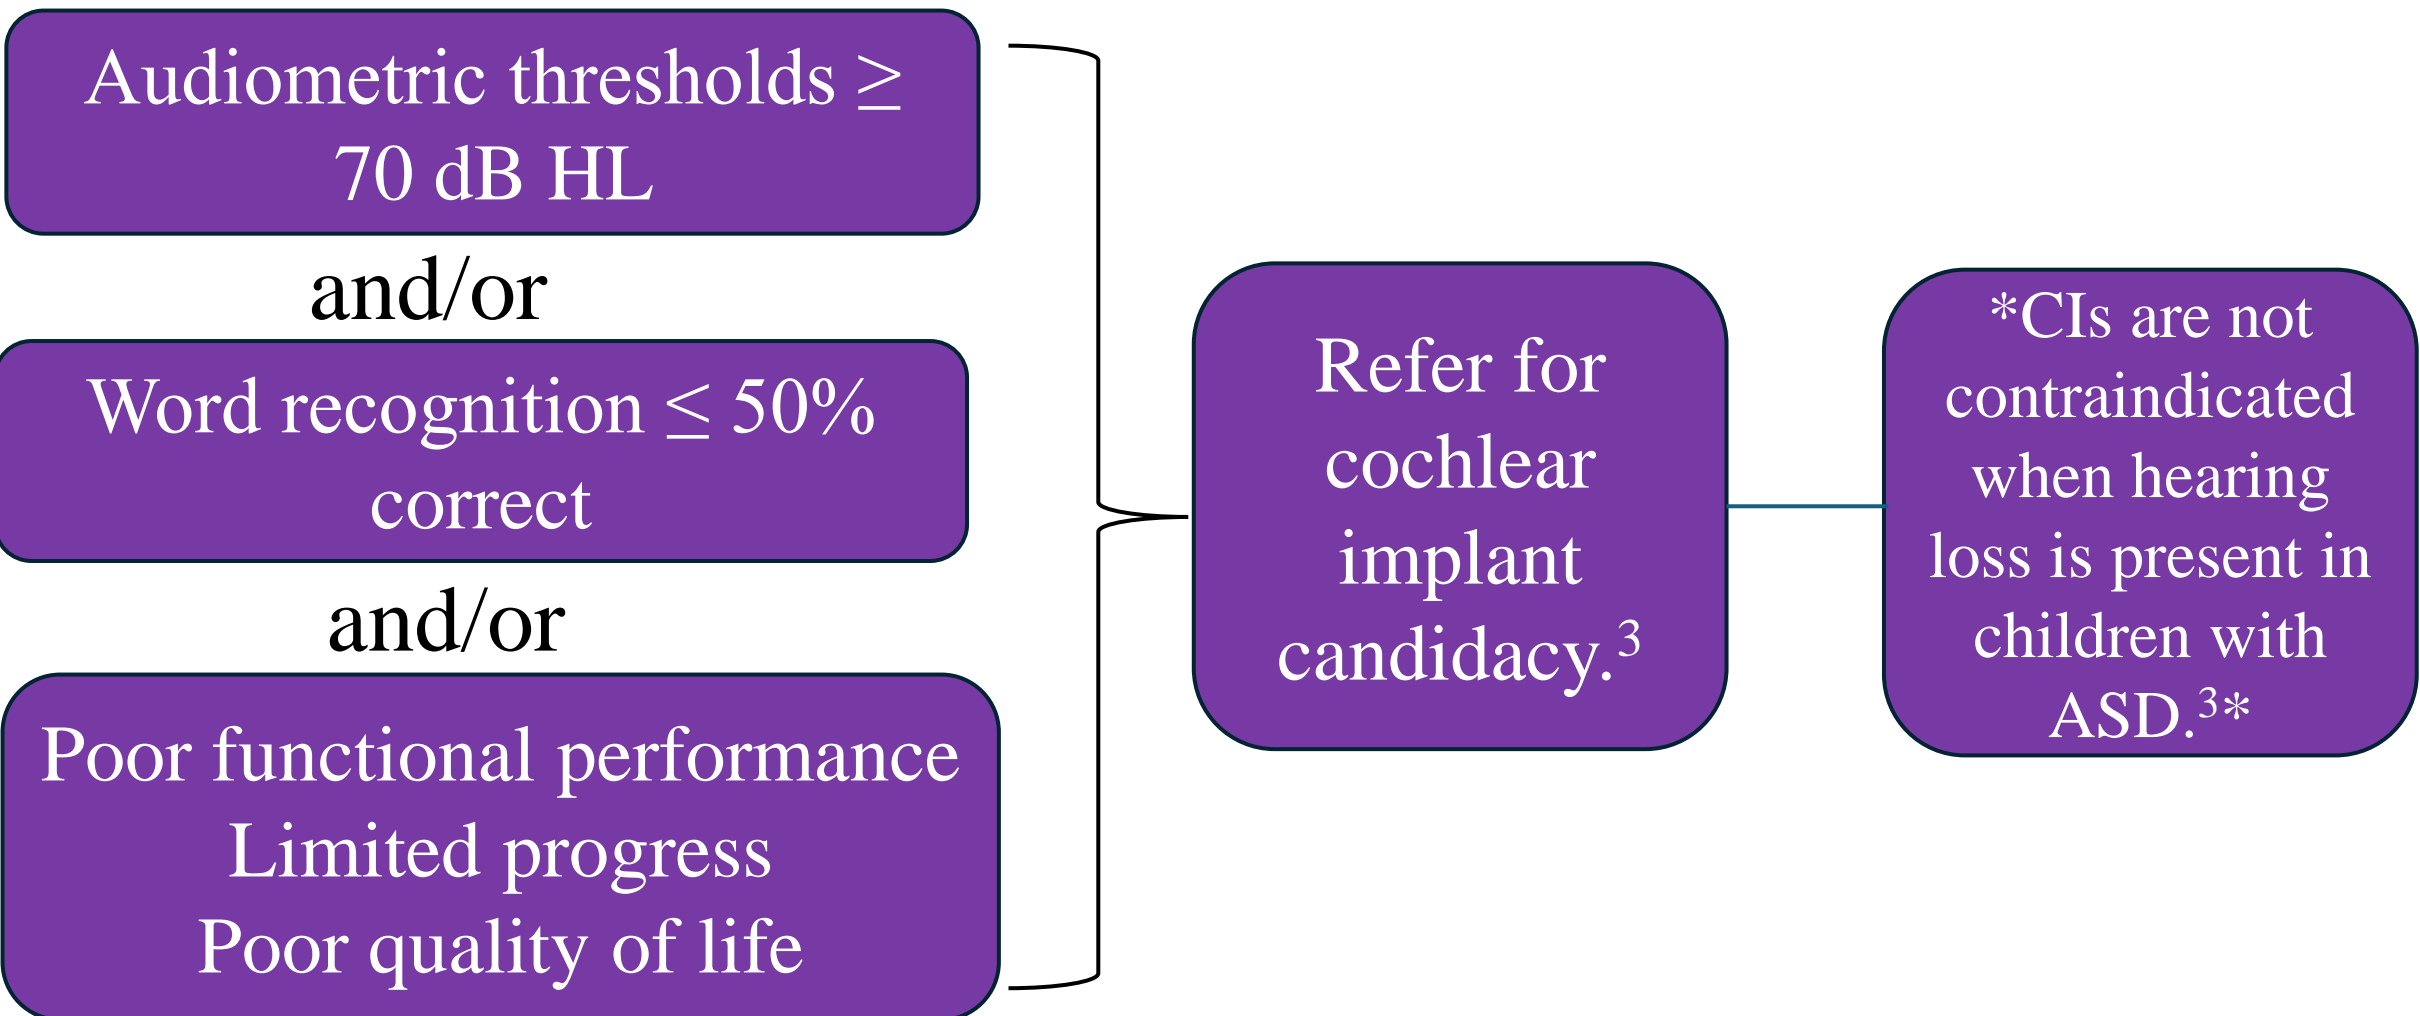 Audiometric thresholds ≥
70 dB HL
and/or
Word recognition ≤ 50%
correct
and/or
Poor functional performance
Limited progress
Poor quality of life
Refer for
cochlear
implant
candidacy.³
*CIs are not
contraindicated
when hearing
loss is present in
children with
ASD.³*